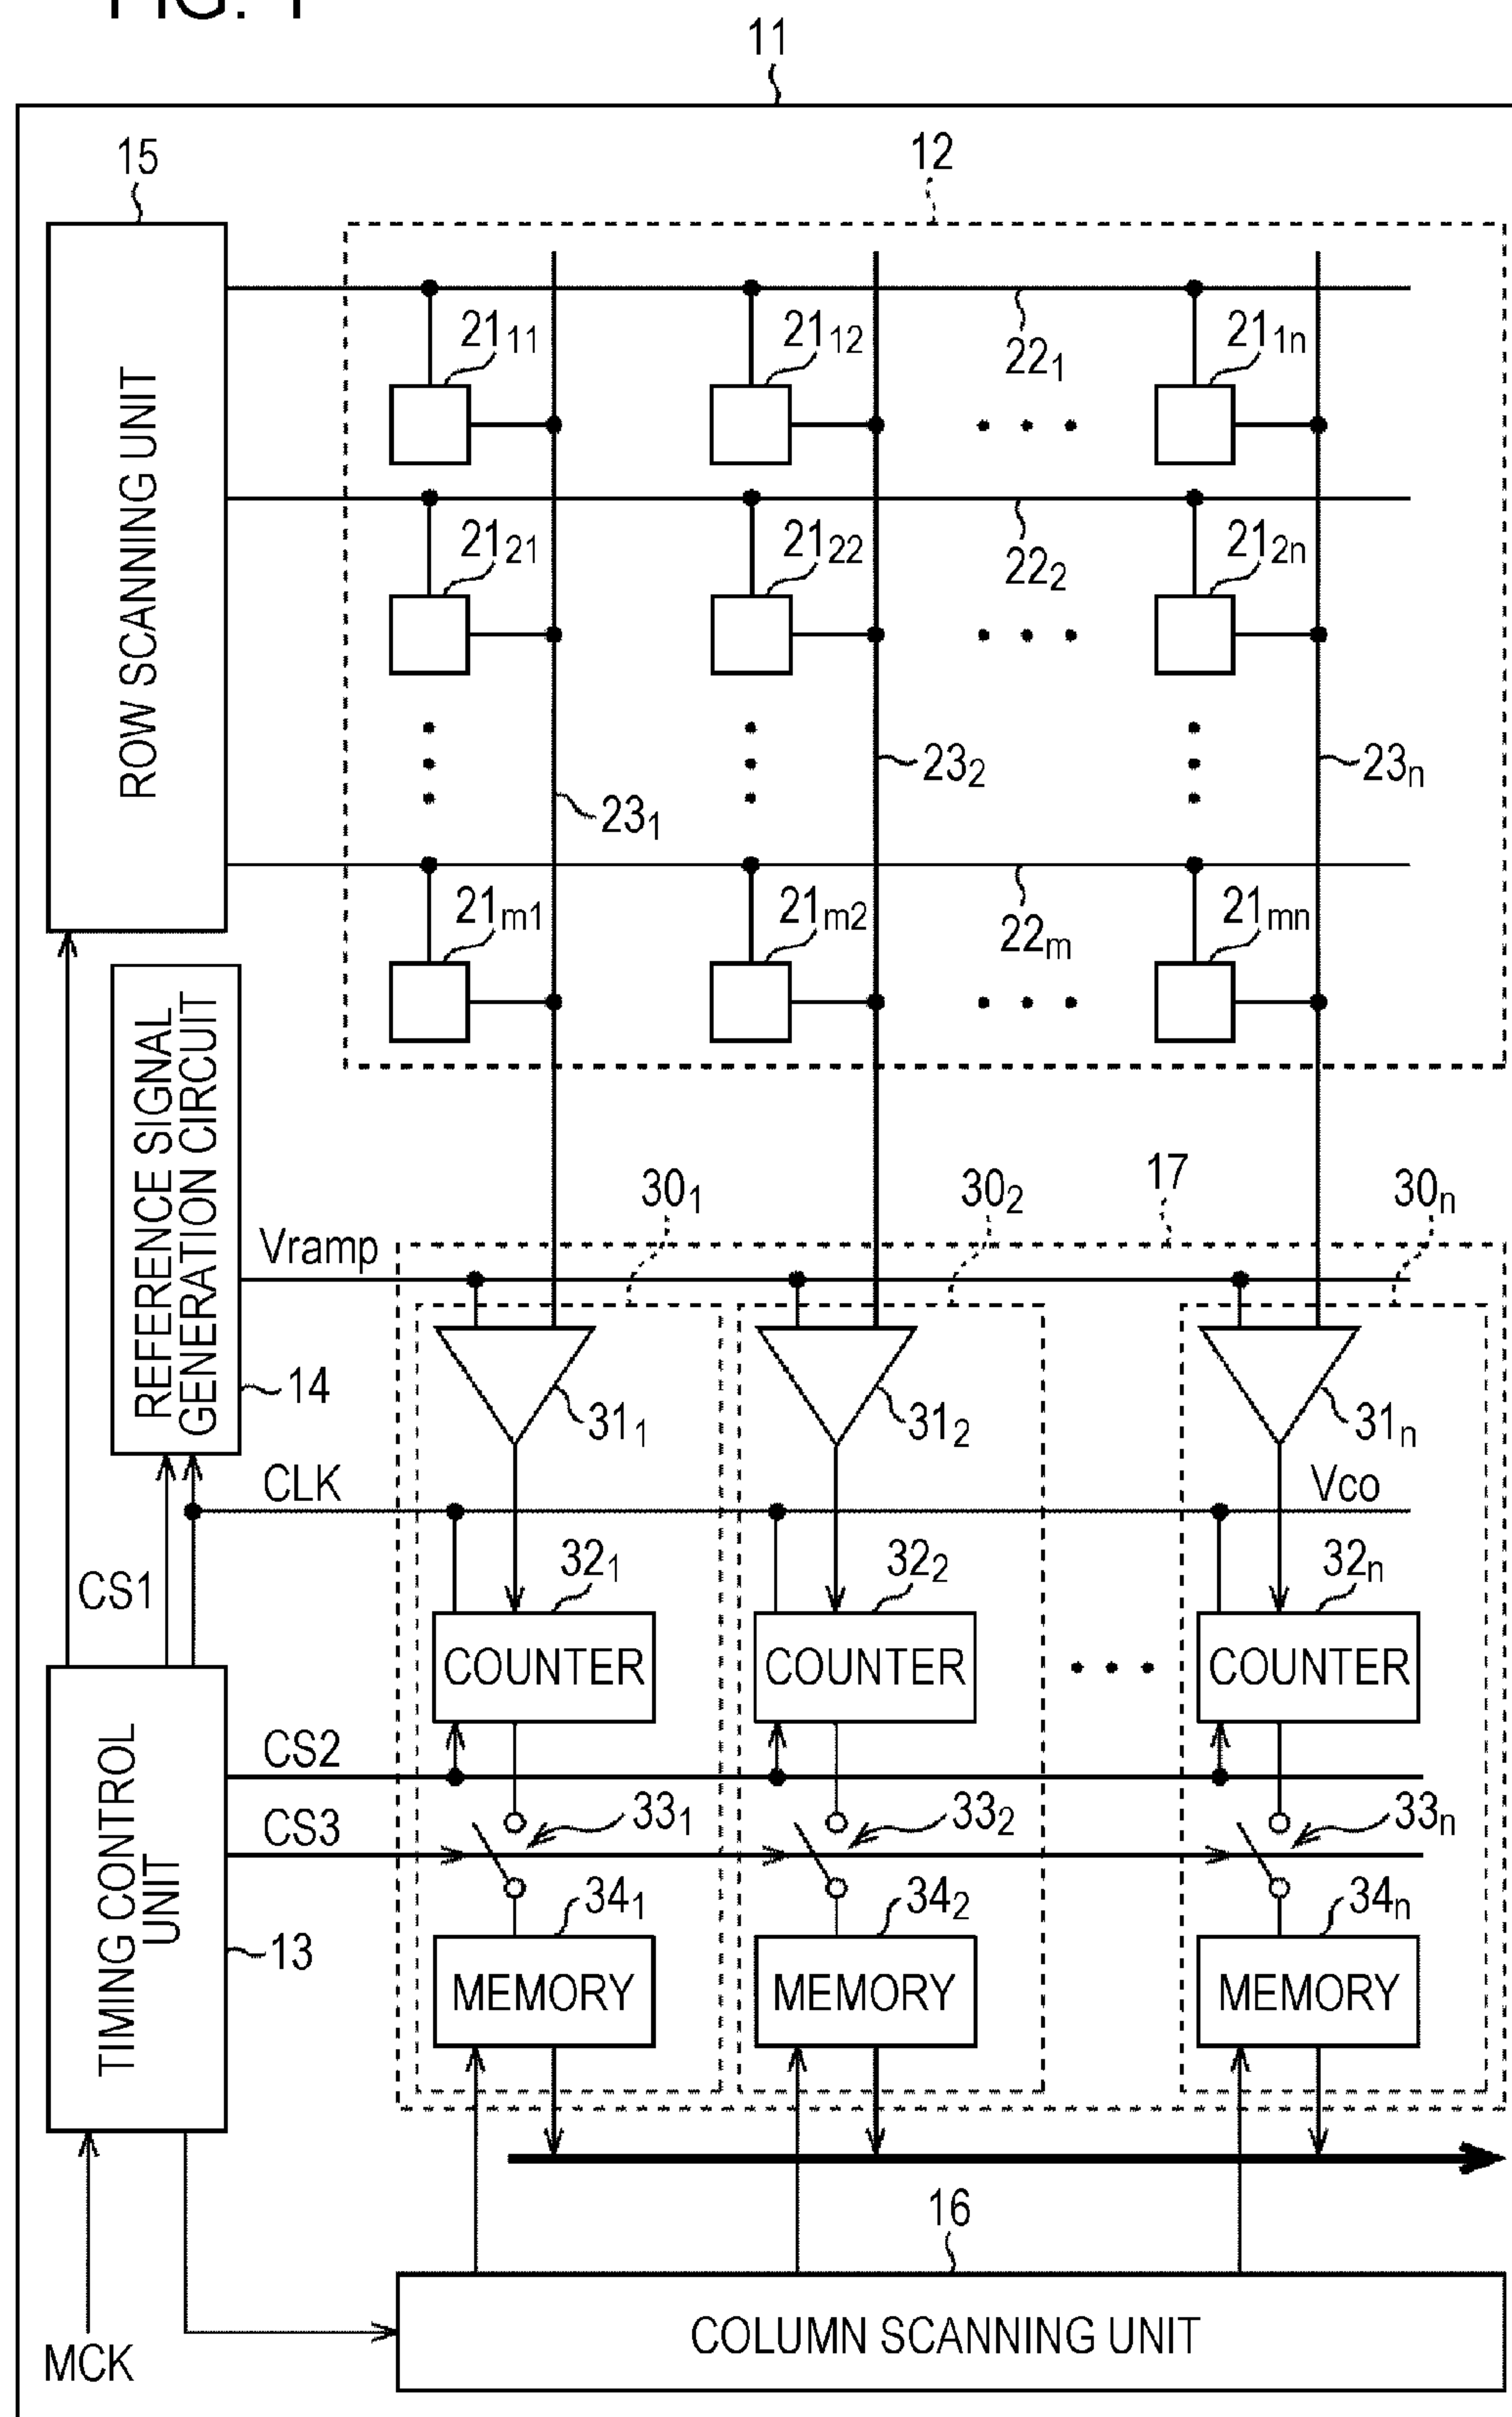 11
15
12
ROW SCANNING UNIT
21₁₁
21₁₂
22₁
21₁ₙ
21₂₁
21₂₂
22₂
21₂ₙ
23₁
23₂
23ₙ
21ₘ₁
21ₘ₂
22ₘ
21ₘₙ
REFERENCE SIGNAL
GENERATION CIRCUIT
14
Vramp
30₁
30₂
17
30ₙ
31₁
31₂
31ₙ
CLK
Vco
CS1
32₁
32₂
32ₙ
COUNTER
COUNTER
COUNTER
CS2
CS3
33₁
33₂
33ₙ
TIMING CONTROL
UNIT
13
34₁
34₂
34ₙ
MEMORY
MEMORY
MEMORY
16
COLUMN SCANNING UNIT
MCK